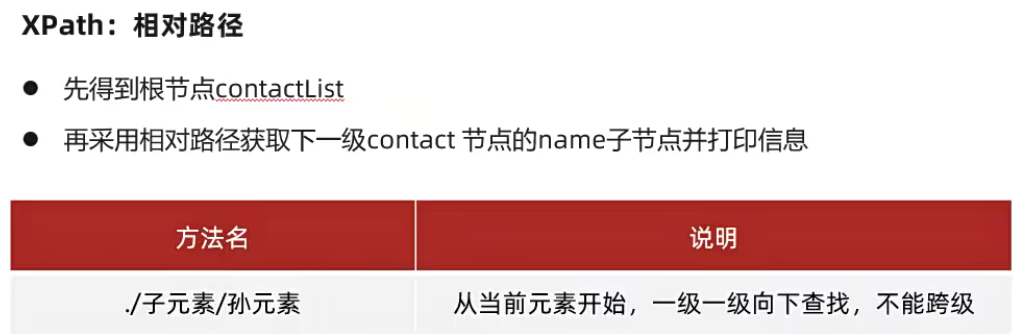 XPath：相对路径
● 先得到根节点contactList
● 再采用相对路径获取下一级contact 节点的name子节点并打印信息
方法名 说明
./子元素/孙元素 从当前元素开始，一级一级向下查找，不能跨级